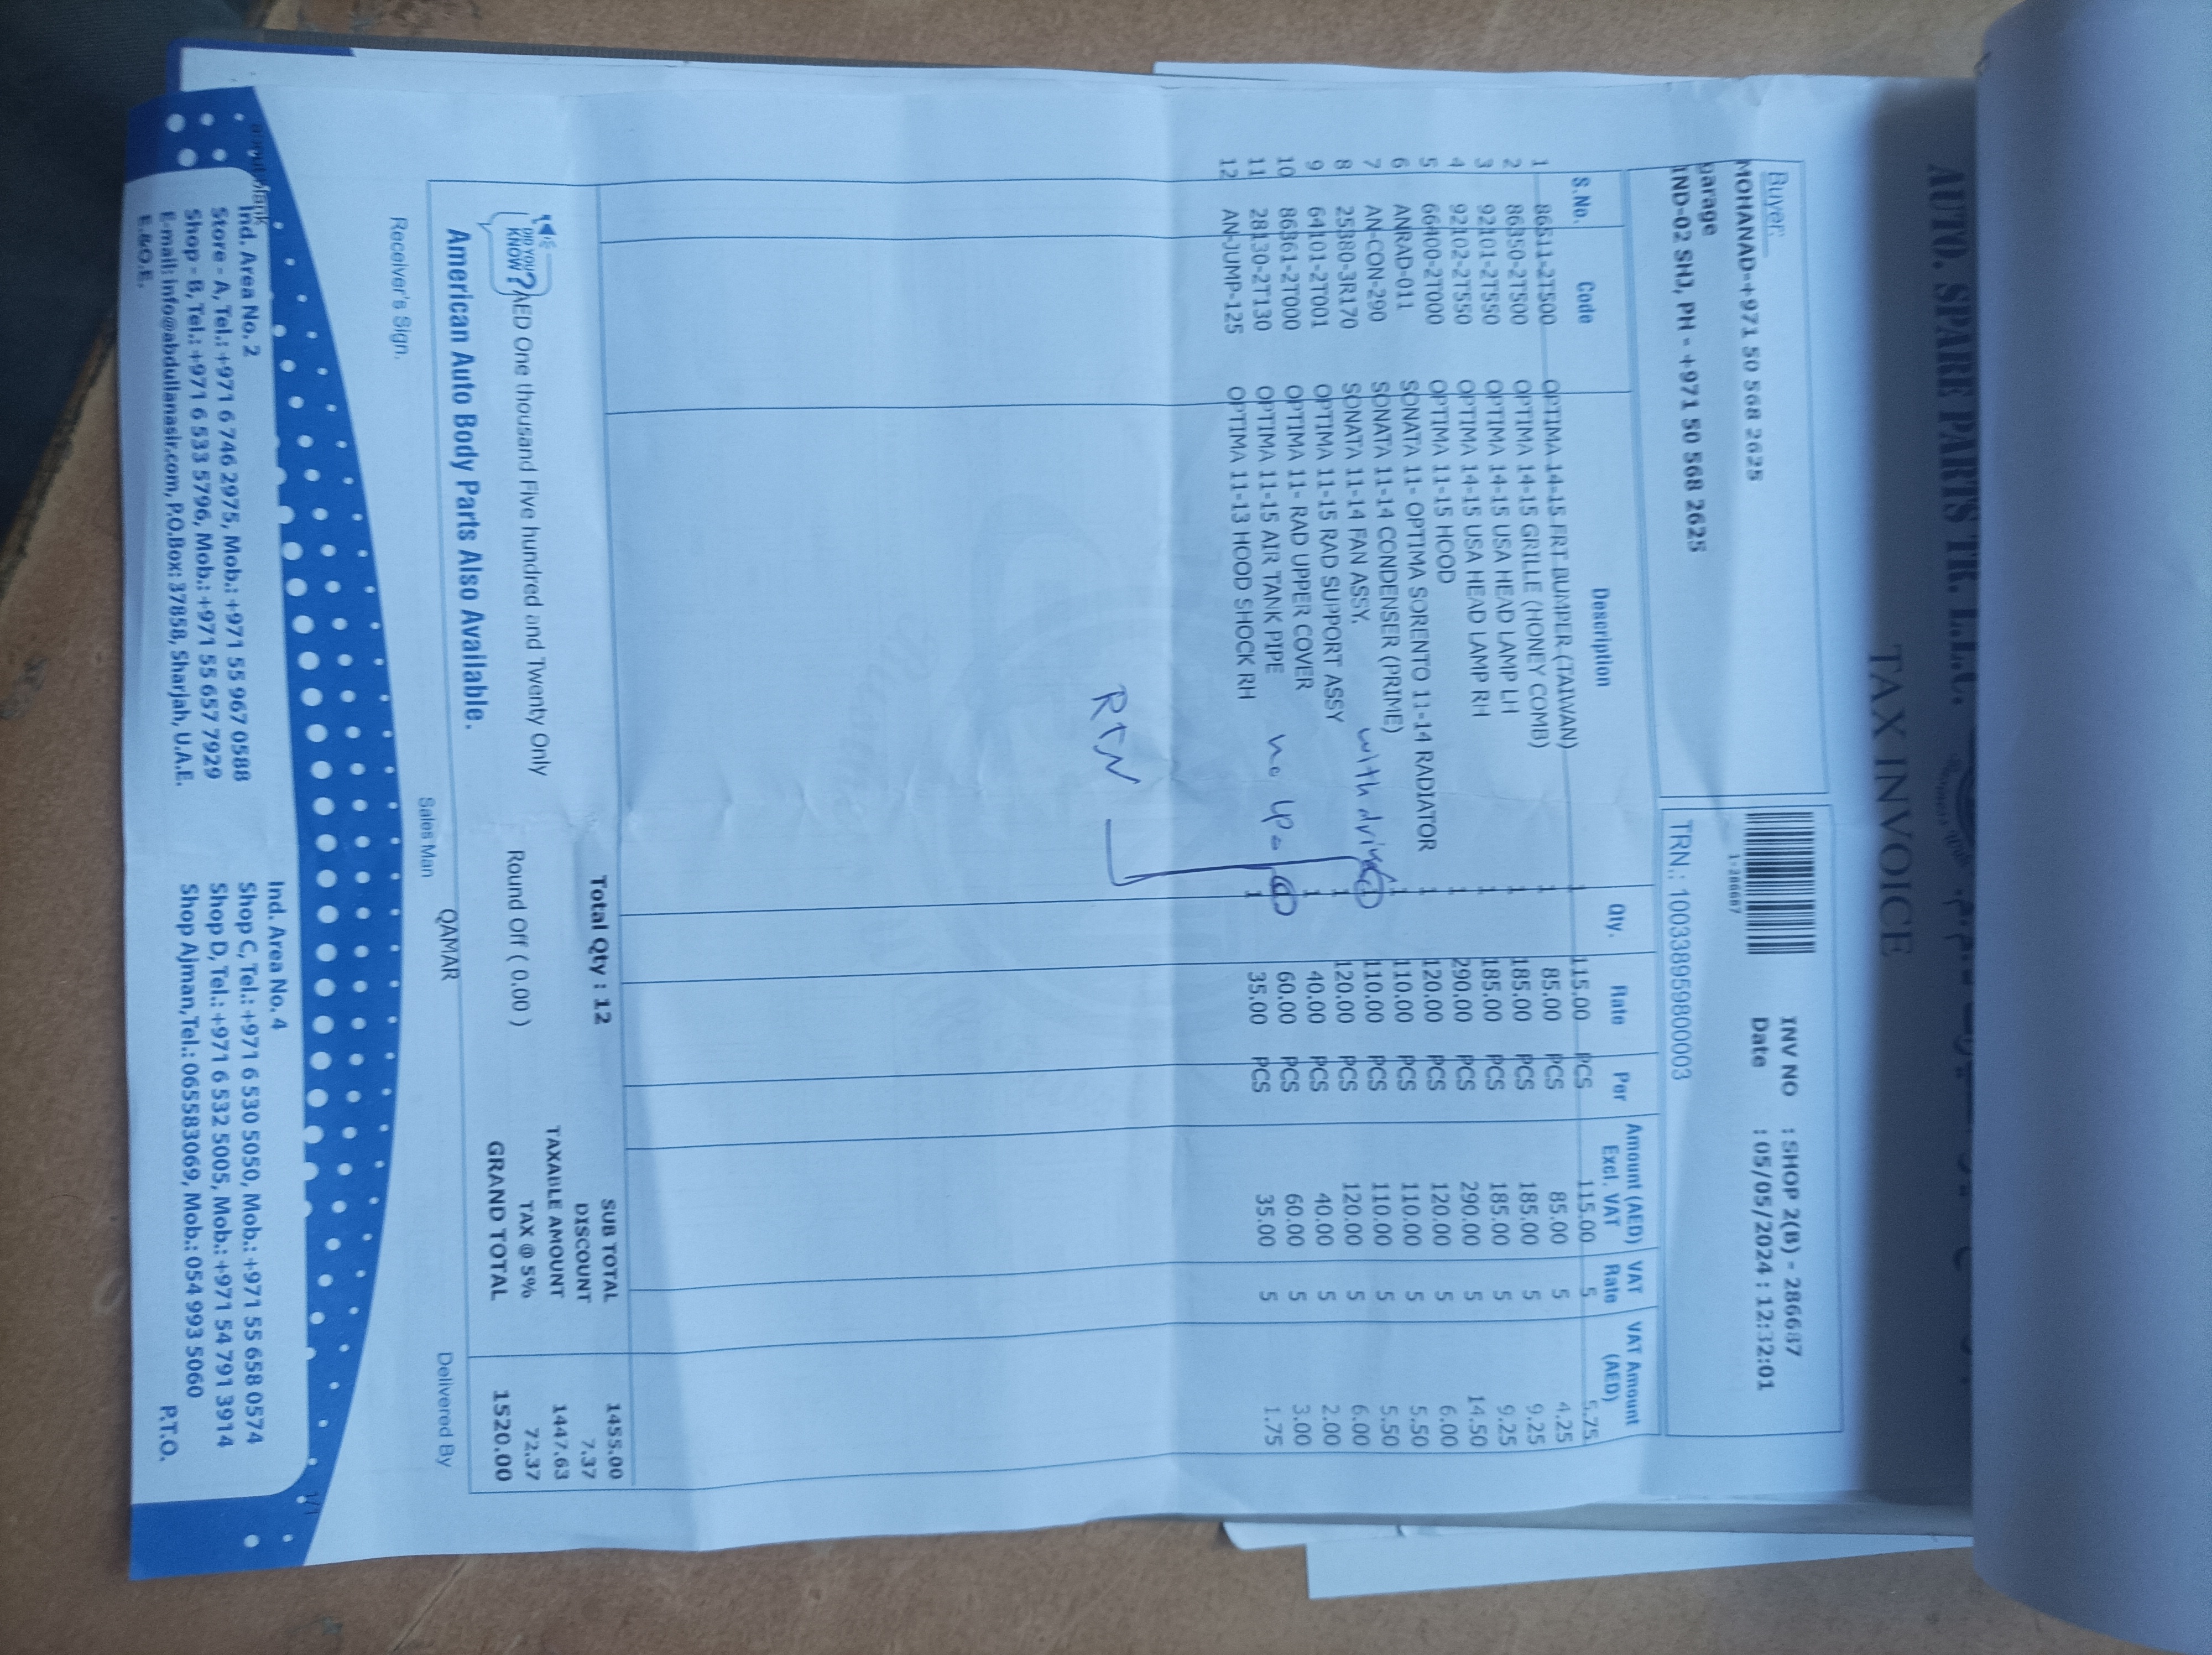 AUTO. SPARE PARTS TR. L.L.C.
TAX INVOICE
Buyer:
MOHANAD-+971 50 568 2625
garage
IND-02 SHJ, PH - +971 50 568 2625
1-286687
INV NO : SHOP 2(B) - 286687
Date : 05/05/2024 : 12:32:01
TRN.: 100338959800003
S.No. Code Description Qty. Rate Per Amount (AED) Excl. VAT VAT Rate VAT Amount (AED)
1 86511-2T500 OPTIMA 14-15 FRT BUMPER (TAIWAN) 1 115.00 PCS 115.00 5 5.75
2 86350-2T500 OPTIMA 14-15 GRILLE (HONEY COMB) 1 85.00 PCS 85.00 5 4.25
3 92101-2T550 OPTIMA 14-15 USA HEAD LAMP LH 1 185.00 PCS 185.00 5 9.25
4 92102-2T550 OPTIMA 14-15 USA HEAD LAMP RH 1 185.00 PCS 185.00 5 9.25
5 66400-2T000 OPTIMA 11-15 HOOD 1 290.00 PCS 290.00 5 14.50
6 ANRAD-011 SONATA 11- OPTIMA SORENTO 11-14 RADIATOR 1 120.00 PCS 120.00 5 6.00
7 AN-CON-290 SONATA 11-14 CONDENSER (PRIME) 1 110.00 PCS 110.00 5 5.50
8 25380-3R170 SONATA 11-14 FAN ASSY. 1 110.00 PCS 110.00 5 5.50
with
9 64101-2T001 OPTIMA 11-15 RAD SUPPORT ASSY 1 120.00 PCS 120.00 5 6.00
10 86361-2T000 OPTIMA 11- RAD UPPER COVER 1 40.00 PCS 40.00 5 2.00
11 28130-2T130 OPTIMA 11-15 AIR TANK PIPE 1 60.00 PCS 60.00 5 3.00
no
12 AN-JUMP-125 OPTIMA 11-13 HOOD SHOCK RH 1 35.00 PCS 35.00 5 1.75
RTN
Total Qty : 12
SUB TOTAL 1455.00
DISCOUNT 7.37
TAXABLE AMOUNT 1447.63
TAX @ 5% 72.37
GRAND TOTAL 1520.00
DID YOU KNOW ?
AED One thousand Five hundred and Twenty Only
Round Off ( 0.00 )
American Auto Body Parts Also Available.
Receiver's Sign.
Sales Man
QAMAR
Delivered By
1/1
Ind. Area No. 2
Store - A, Tel.: +971 6 746 2975, Mob.: +971 55 967 0588
Shop - B, Tel.: +971 6 533 5796, Mob.: +971 55 657 7929
E-mail: info@abdullanasir.com, P.O.Box: 37858, Sharjah, U.A.E.
E.&O.E.
Ind. Area No. 4
Shop C, Tel.: +971 6 530 5050, Mob.: +971 55 658 0574
Shop D, Tel.: +971 6 532 5005, Mob.: +971 54 791 3914
Shop Ajman,Tel.: 065583069, Mob.: 054 993 5060
P.T.O.